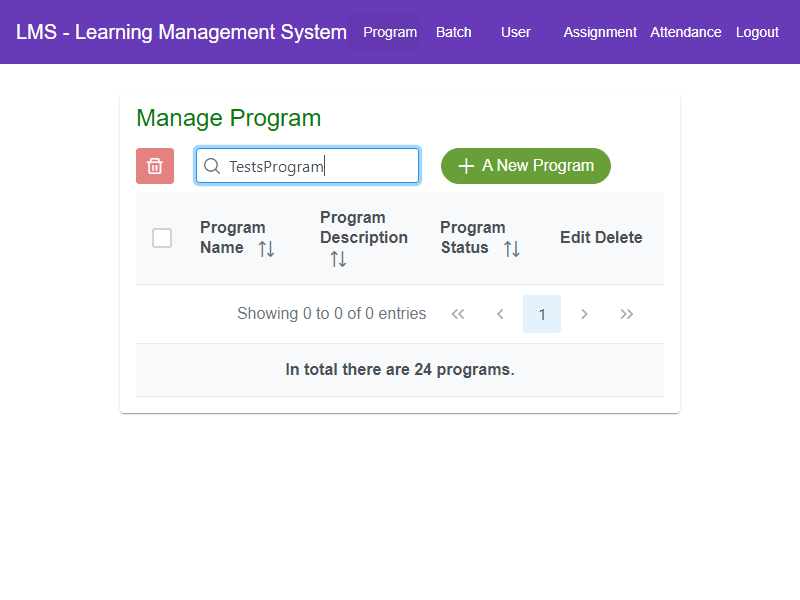 LMS - Learning Management System Program Batch User Assignment Attendance Logout
Manage Program
TestsProgram
A New Program
Program Name
Program Description
Program Status
Edit Delete
Showing 0 to 0 of 0 entries << < 1 > >>
In total there are 24 programs.